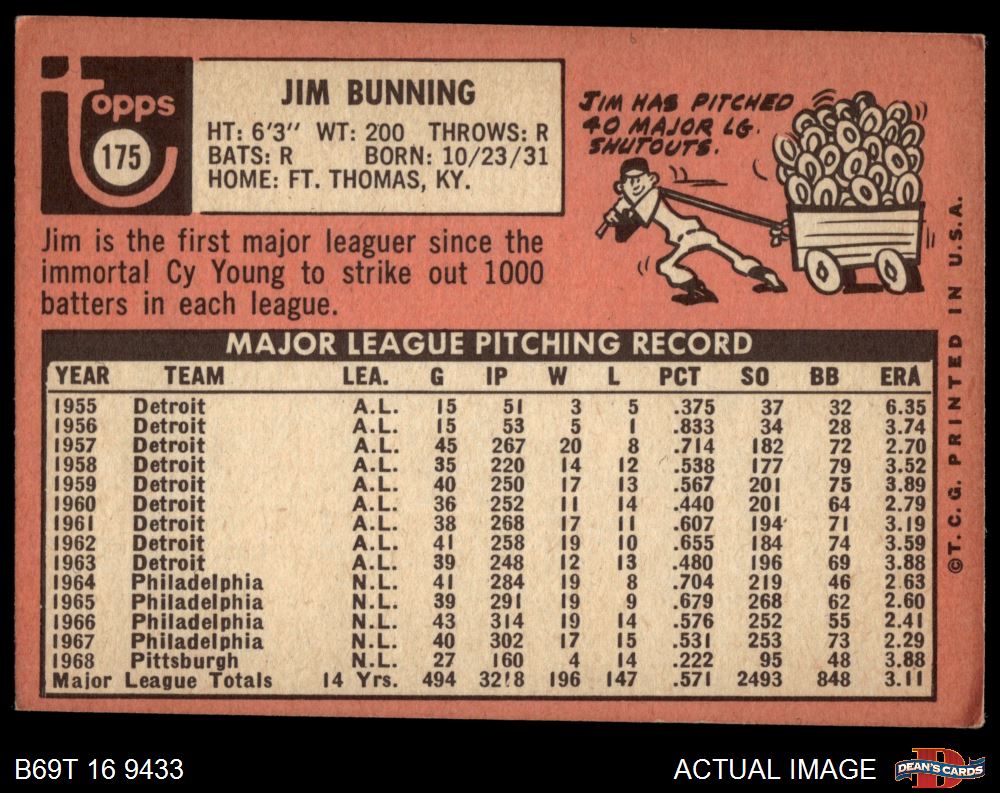 topps
175
JIM BUNNING
HT: 6'3" WT: 200 THROWS: R
BATS: R BORN: 10/23/31
HOME: FT. THOMAS, KY.
JIM HAS PITCHED
40 MAJOR LG.
SHUTOUTS.
Jim is the first major leaguer since the
immortal Cy Young to strike out 1000
batters in each league.
MAJOR LEAGUE PITCHING RECORD
YEAR TEAM LEA. G IP W L PCT SO BB ERA
1955 Detroit A.L. 15 51 3 5 .375 37 32 6.35
1956 Detroit A.L. 15 53 5 1 .833 34 28 3.74
1957 Detroit A.L. 45 267 20 8 .714 182 72 2.70
1958 Detroit A.L. 35 220 14 12 .538 177 79 3.52
1959 Detroit A.L. 40 250 17 13 .567 201 75 3.89
1960 Detroit A.L. 36 252 11 14 .440 201 64 2.79
1961 Detroit A.L. 38 268 17 11 .607 194 71 3.19
1962 Detroit A.L. 41 258 19 10 .655 184 74 3.59
1963 Detroit A.L. 39 248 12 13 .480 196 69 3.88
1964 Philadelphia N.L. 41 284 19 8 .704 219 46 2.63
1965 Philadelphia N.L. 39 291 19 9 .679 268 62 2.60
1966 Philadelphia N.L. 43 314 19 14 .576 252 55 2.41
1967 Philadelphia N.L. 40 302 17 15 .531 253 73 2.29
1968 Pittsburgh N.L. 27 160 4 14 .222 95 48 3.88
Major League Totals 14 Yrs. 494 3218 196 147 .571 2493 848 3.11
© T. C. G. PRINTED IN U.S.A.
B69T 16 9433
ACTUAL IMAGE
DEAN'S CARDS